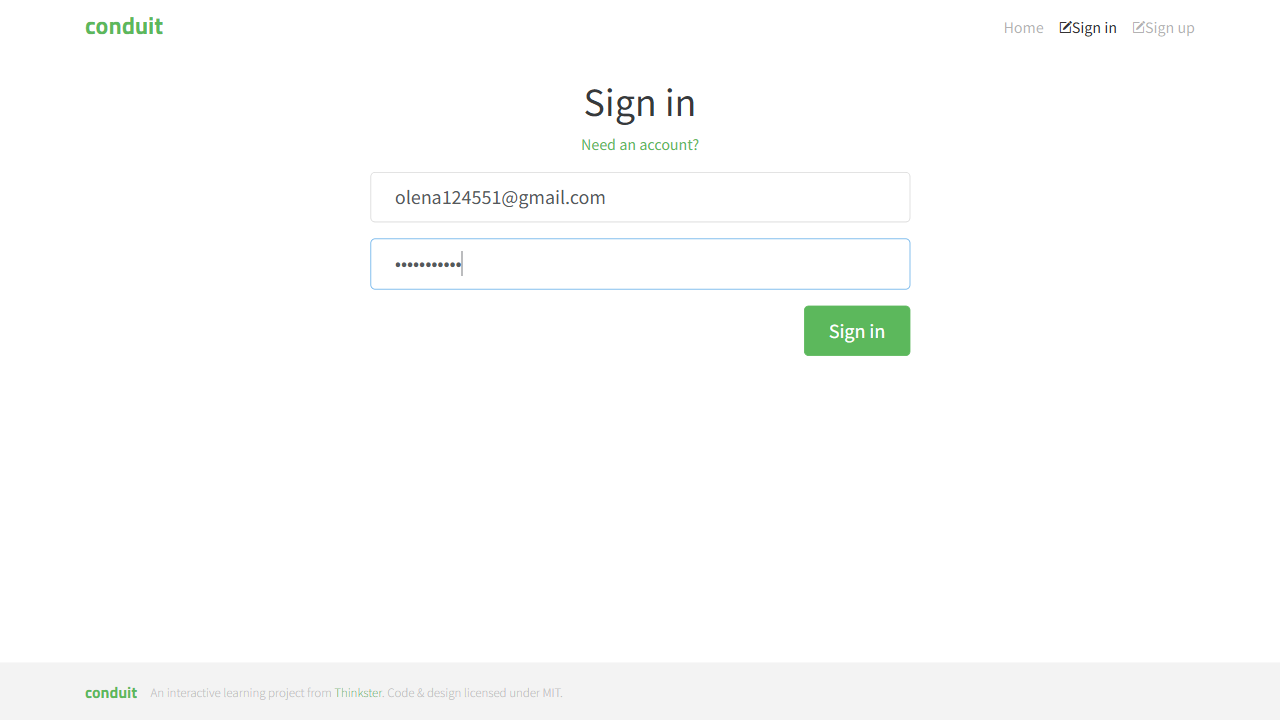 conduit
Home
Sign in
Sign up
Sign in
Need an account?
olena124551@gmail.com
•••••••••••
Sign in
conduit
An interactive learning project from Thinkster. Code & design licensed under MIT.